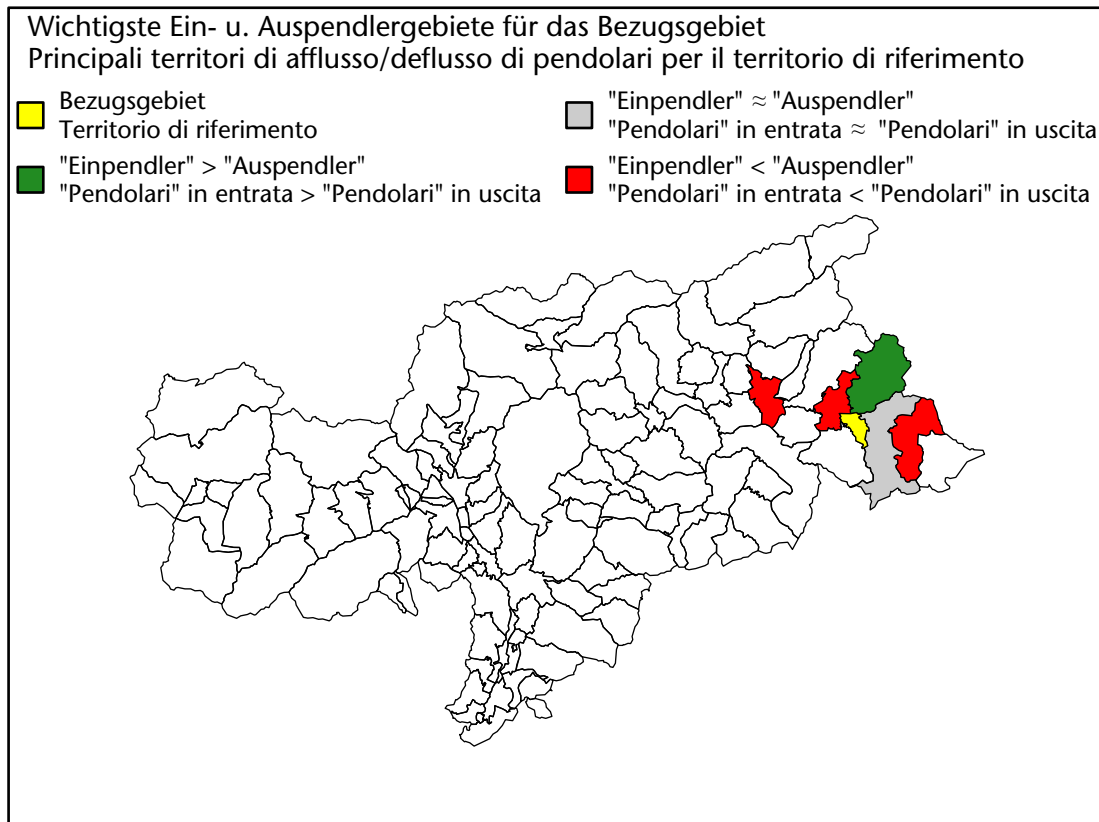 Wichtigste Ein- u. Auspendlergebiete für das Bezugsgebiet
Principali territori di afflusso/deflusso di pendolari per il territorio di riferimento
Bezugsgebiet
Territorio di riferimento
"Einpendler" > "Auspendler"
"Pendolari" in entrata > "Pendolari" in uscita
"Einpendler" ≈ "Auspendler"
"Pendolari" in entrata ≈ "Pendolari" in uscita
"Einpendler" < "Auspendler"
"Pendolari" in entrata < "Pendolari" in uscita